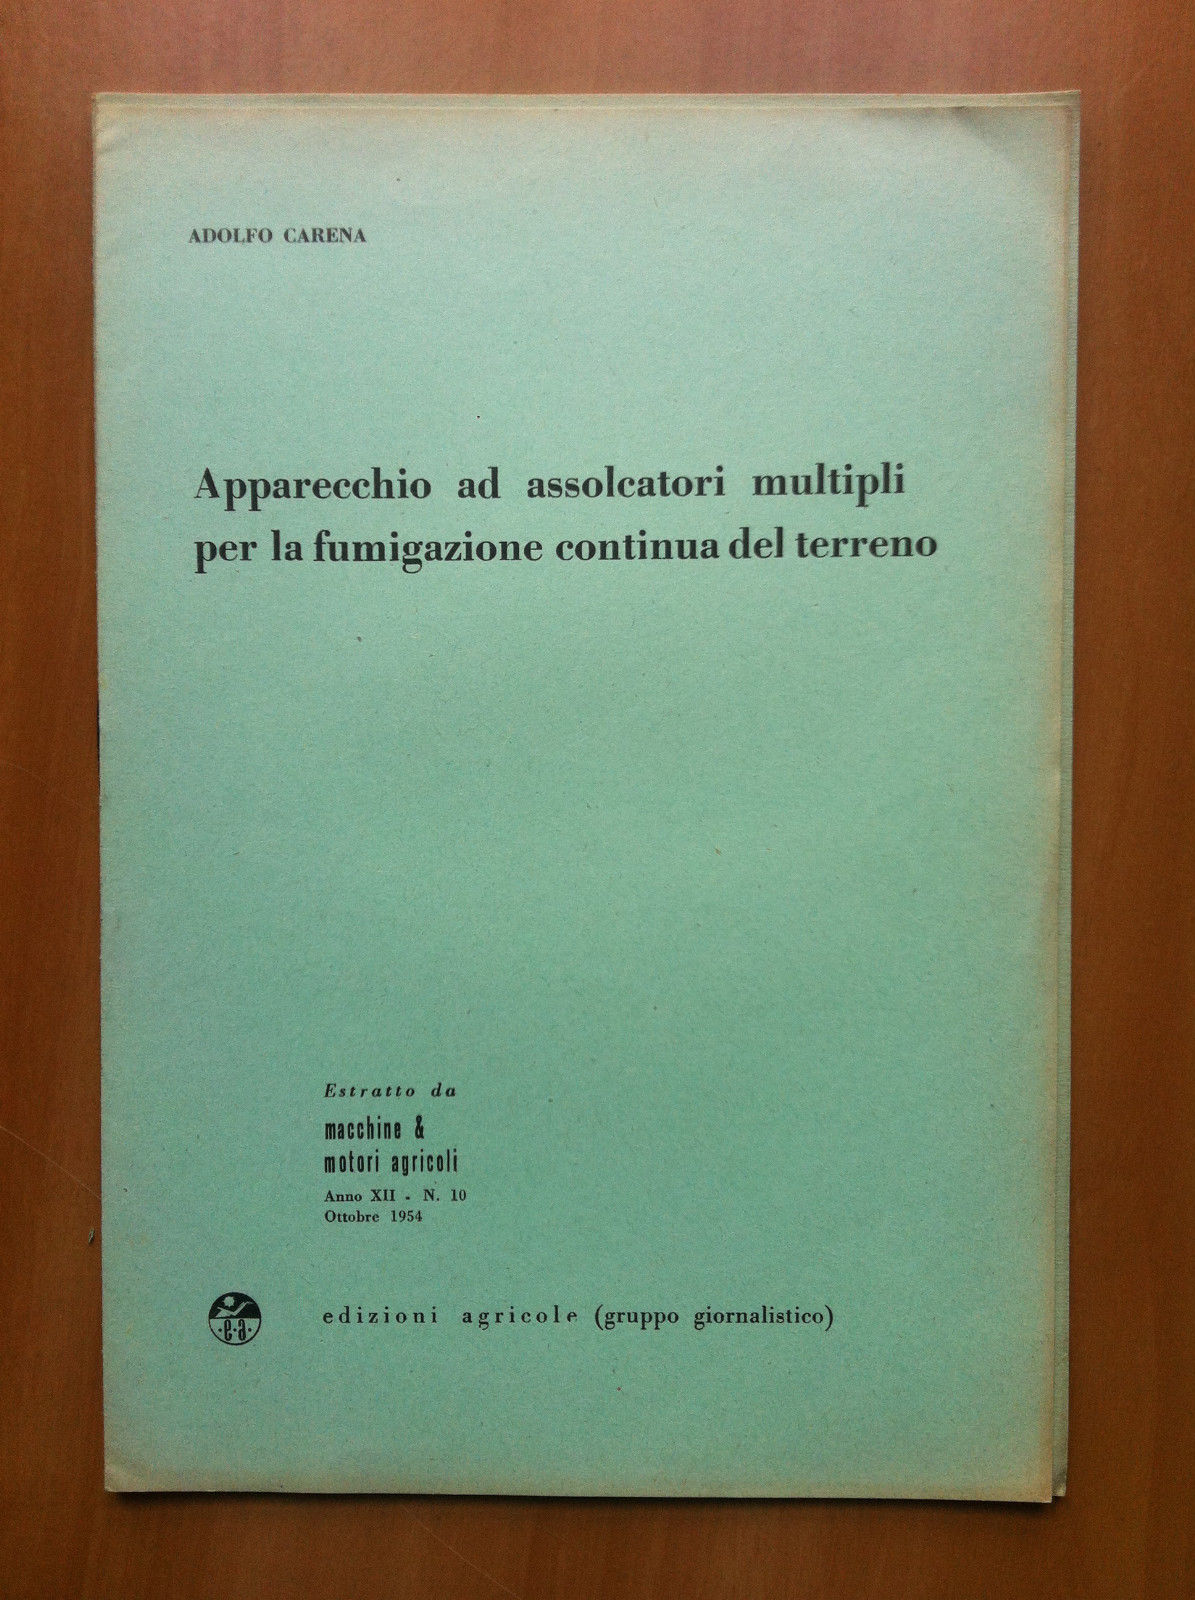 ADOLFO CARENA
Apparecchio ad assolcatori multipli
per la fumigazione continua del terreno
Estratto da
macchine &
motori agricoli
Anno XII - N. 10
Ottobre 1954
·e·a·
edizioni agricole (gruppo giornalistico)